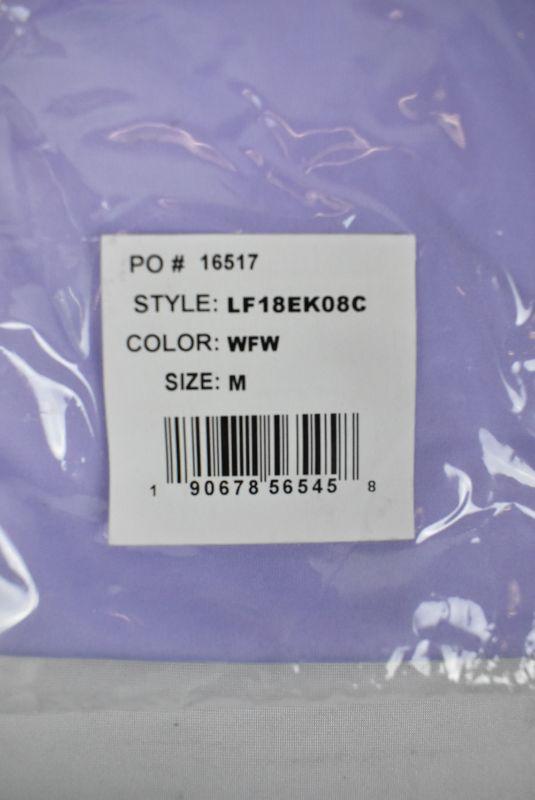 PO # 16517
STYLE: LF18EK08C
COLOR: WFW
SIZE: M
1 90678 56545 8